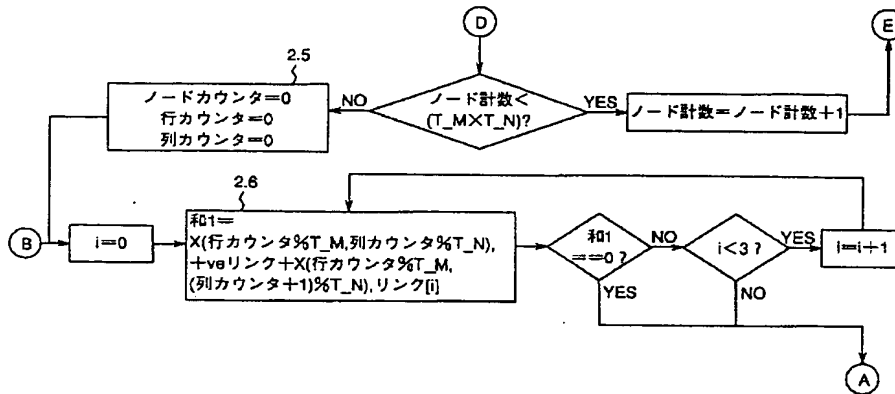 D
E
2.5
ノードカウンタ=0
行カウンタ=0
列カウンタ=0
NO
ノード計数<
(T_M×T_N)?
YES
ノード計数=ノード計数+1
B
i=0
2.6
和1=
X(行カウンタ%T_M,列カウンタ%T_N),
+veリンク+X(行カウンタ%T_M,
(列カウンタ+1)%T_N),リンク[i]
和1
==0?
NO
YES
i<3?
YES
NO
i=i+1
A